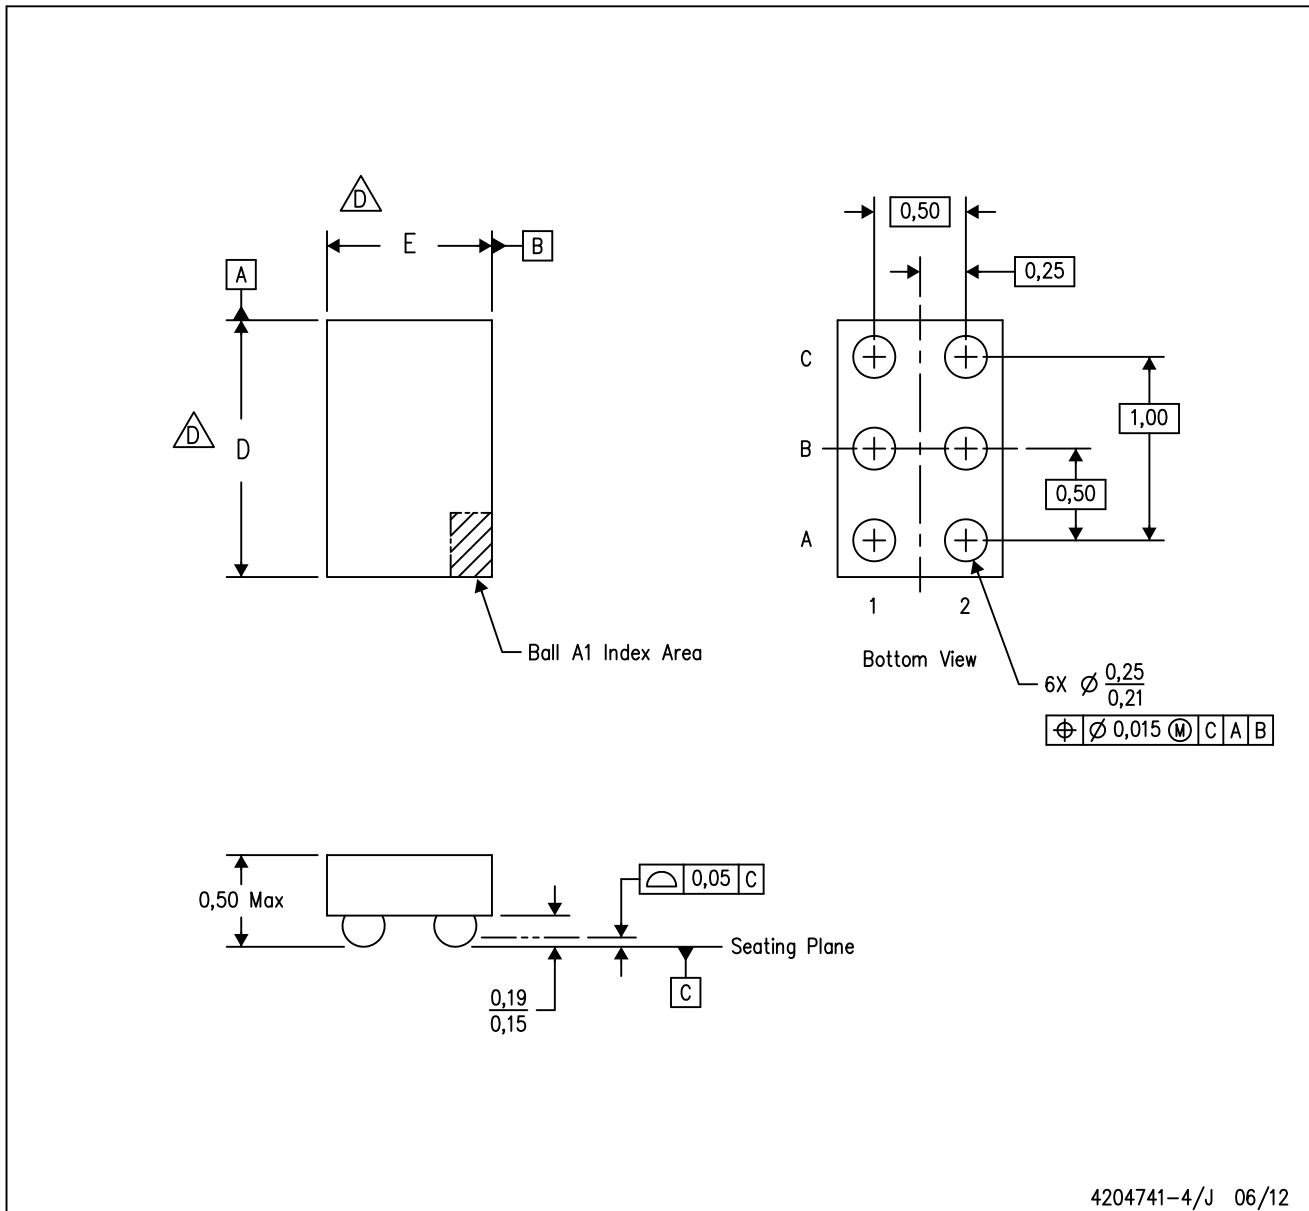 D
E
B
A
D
D
Ball A1 Index Area
0,50
0,25
C
B
A
1,00
0,50
1 2
Bottom View
6X Ø 0,25
0,21
⌖ Ø 0,015 Ⓜ C A B
0,50 Max
⌓ 0,05 C
Seating Plane
C
0,19
0,15
4204741-4/J 06/12